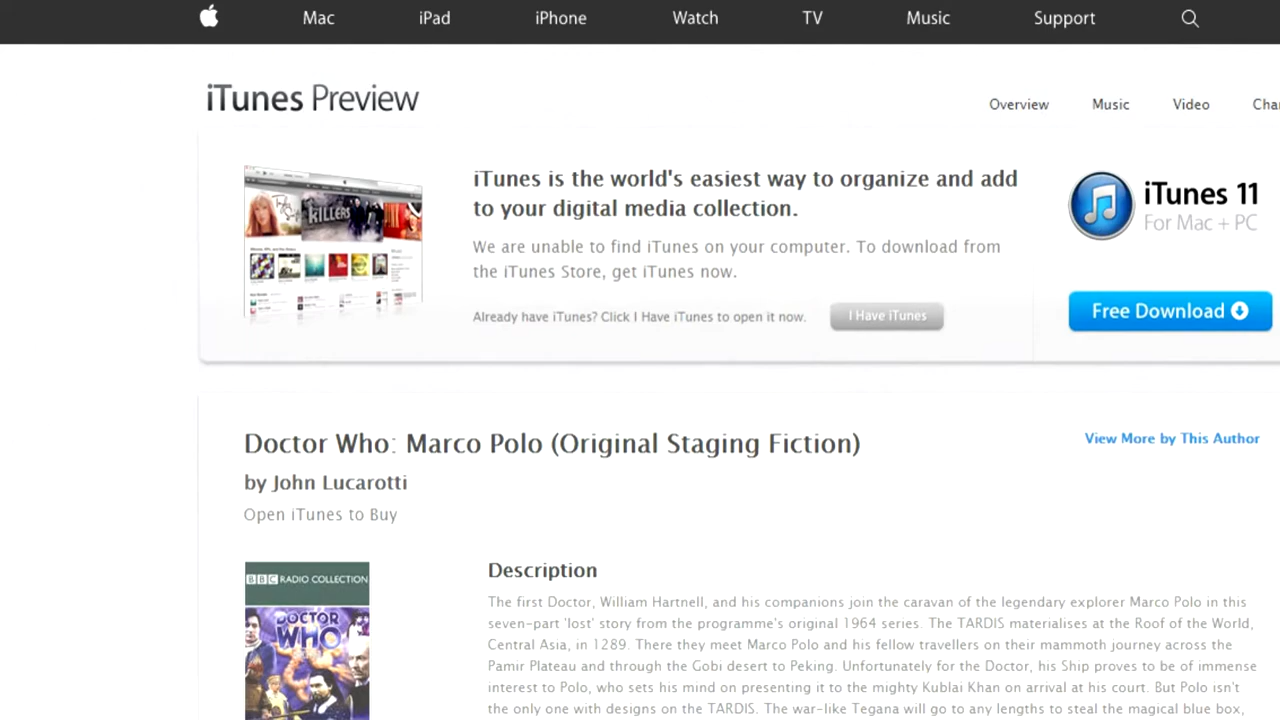 Mac iPad iPhone Watch TV Music Support
iTunes Preview
Overview Music Video Cha
iTunes is the world's easiest way to organize and add
to your digital media collection.
We are unable to find iTunes on your computer. To download from
the iTunes Store, get iTunes now.
Already have iTunes? Click I Have iTunes to open it now.
I Have iTunes
iTunes 11
For Mac + PC
Free Download
KILLERS
Doctor Who: Marco Polo (Original Staging Fiction)
View More by This Author
by John Lucarotti
Open iTunes to Buy
BBC RADIO COLLECTION
DOCTOR
WHO
Description
The first Doctor, William Hartnell, and his companions join the caravan of the legendary explorer Marco Polo in this
seven-part 'lost' story from the programme's original 1964 series. The TARDIS materialises at the Roof of the World,
Central Asia, in 1289. There they meet Marco Polo and his fellow travellers on their mammoth journey across the
Pamir Plateau and through the Gobi desert to Peking. Unfortunately for the Doctor, his Ship proves to be of immense
interest to Polo, who sets his mind on presenting it to the mighty Kublai Khan on arrival at his court. But Polo isn't
the only one with designs on the TARDIS. The war-like Tegana will go to any lengths to steal the magical blue box,